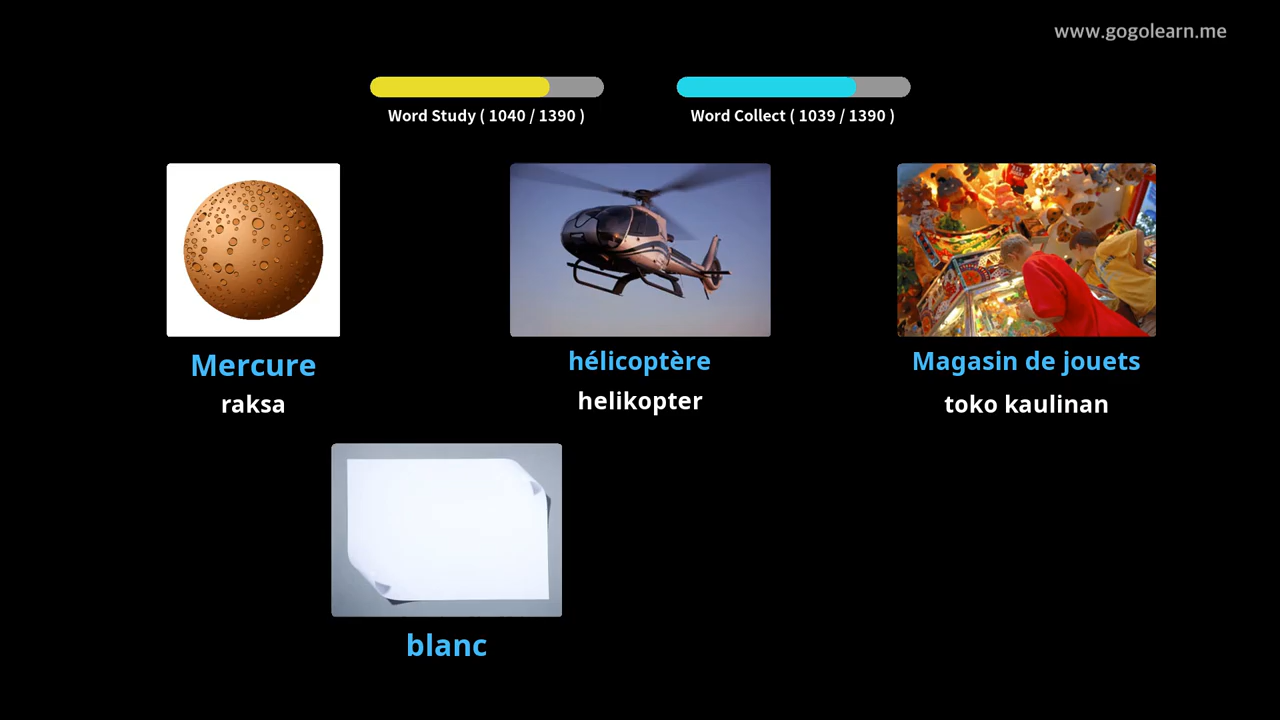 www.gogolearn.me
Word Study ( 1040 / 1390 )
Word Collect ( 1039 / 1390 )
Mercure
raksa
hélicoptère
helikopter
Magasin de jouets
toko kaulinan
blanc